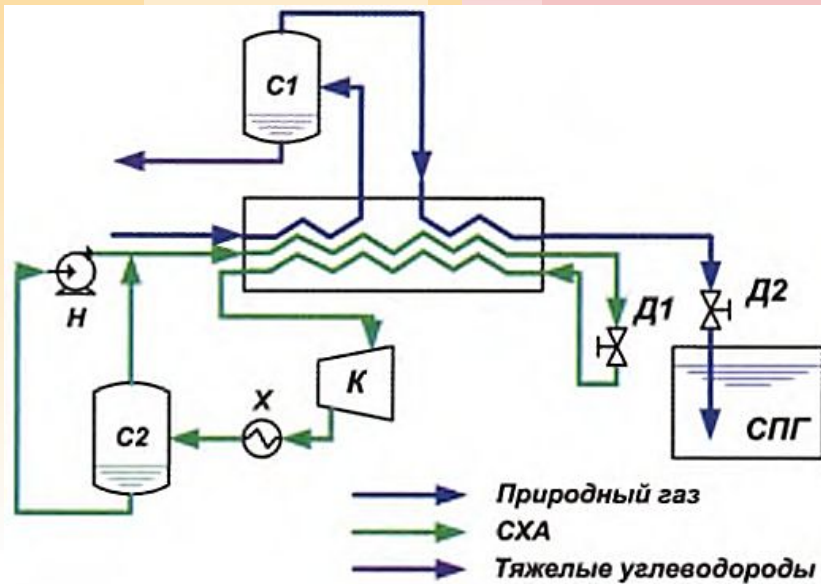 С1
Н
Д1
Д2
К
Х
С2
СПГ
Природный газ
СХА
Тяжелые углеводороды